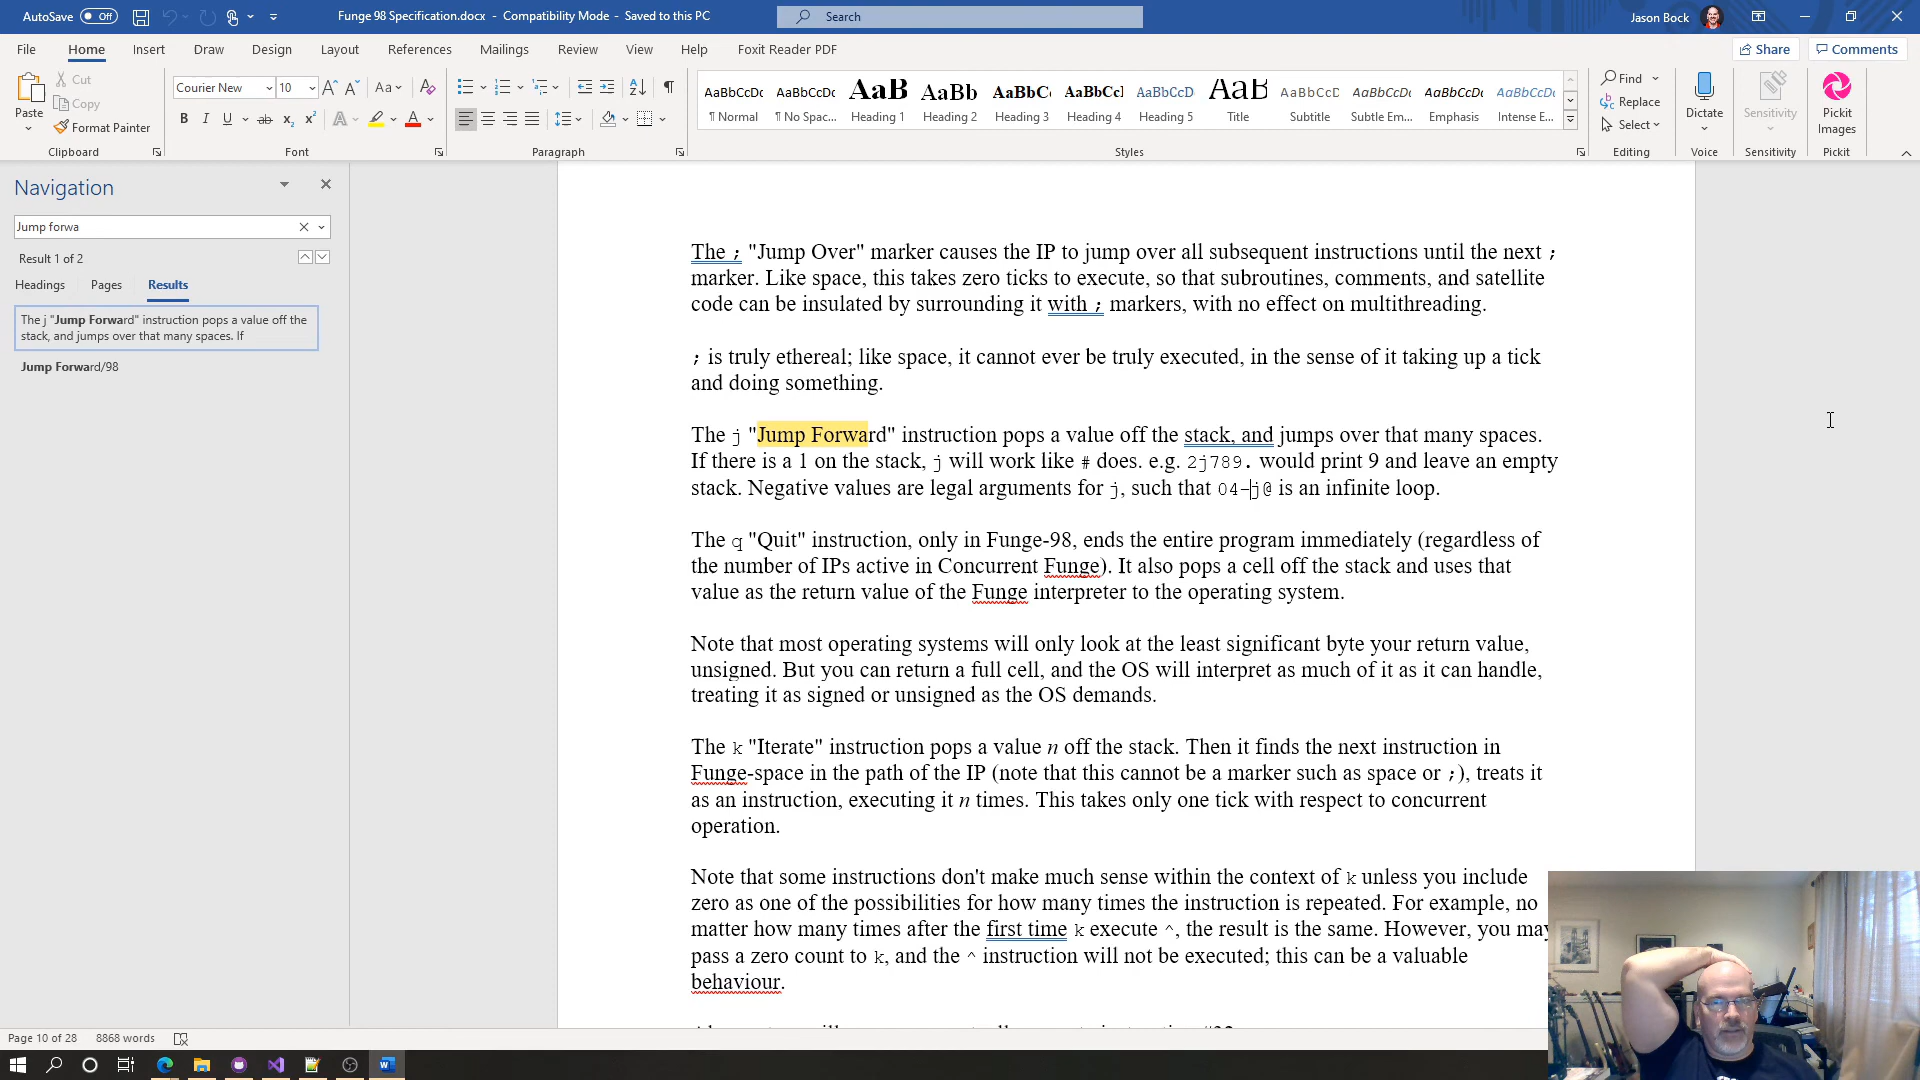 AutoSave Off Funge 98 Specification.docx - Compatibility Mode - Saved to this PC Search Jason Bock
File Home Insert Draw Design Layout References Mailings Review View Help Foxit Reader PDF Share Comments
Paste Cut Copy Format Painter
Courier New 10
AaBbCcDc AaBbCcDc AaB AaBb AaBbC AaBbCcI AaBbCcD AaB AaBbCcD AaBbCcDc AaBbCcDc AaBbCcDc
¶ Normal ¶ No Spac... Heading 1 Heading 2 Heading 3 Heading 4 Heading 5 Title Subtitle Subtle Em... Emphasis Intense E...
Find
Replace
Select
Dictate Sensitivity Pickit Images
Clipboard Font Paragraph Styles Editing Voice Sensitivity Pickit
Navigation
Jump forwa
Result 1 of 2
Headings Pages Results
The j "Jump Forward" instruction pops a value off the
stack, and jumps over that many spaces. If
Jump Forward/98
The ; "Jump Over" marker causes the IP to jump over all subsequent instructions until the next ;
marker. Like space, this takes zero ticks to execute, so that subroutines, comments, and satellite
code can be insulated by surrounding it with ; markers, with no effect on multithreading.
; is truly ethereal; like space, it cannot ever be truly executed, in the sense of it taking up a tick
and doing something.
The j "Jump Forward" instruction pops a value off the stack, and jumps over that many spaces.
If there is a 1 on the stack, j will work like # does. e.g. 2j789. would print 9 and leave an empty
stack. Negative values are legal arguments for j, such that 04-j@ is an infinite loop.
The q "Quit" instruction, only in Funge-98, ends the entire program immediately (regardless of
the number of IPs active in Concurrent Funge). It also pops a cell off the stack and uses that
value as the return value of the Funge interpreter to the operating system.
Note that most operating systems will only look at the least significant byte your return value,
unsigned. But you can return a full cell, and the OS will interpret as much of it as it can handle,
treating it as signed or unsigned as the OS demands.
The k "Iterate" instruction pops a value n off the stack. Then it finds the next instruction in
Funge-space in the path of the IP (note that this cannot be a marker such as space or ;), treats it
as an instruction, executing it n times. This takes only one tick with respect to concurrent
operation.
Note that some instructions don't make much sense within the context of k unless you include
zero as one of the possibilities for how many times the instruction is repeated. For example, no
matter how many times after the first time k execute ^, the result is the same. However, you may
pass a zero count to k, and the ^ instruction will not be executed; this can be a valuable
behaviour.
Page 10 of 28 8868 words